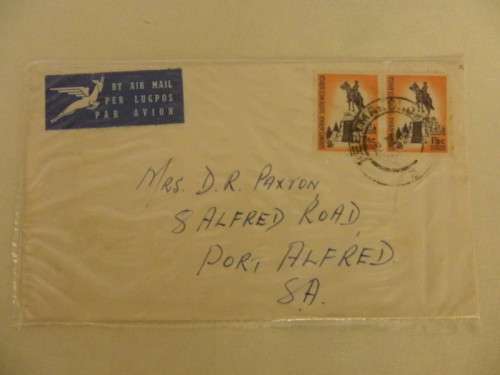 BY AIR MAIL
PER LUGPOS
PAR AVION
MRS. D. R. PAXTON,
8 ALFRED ROAD,
PORT ALFRED.
S.A.